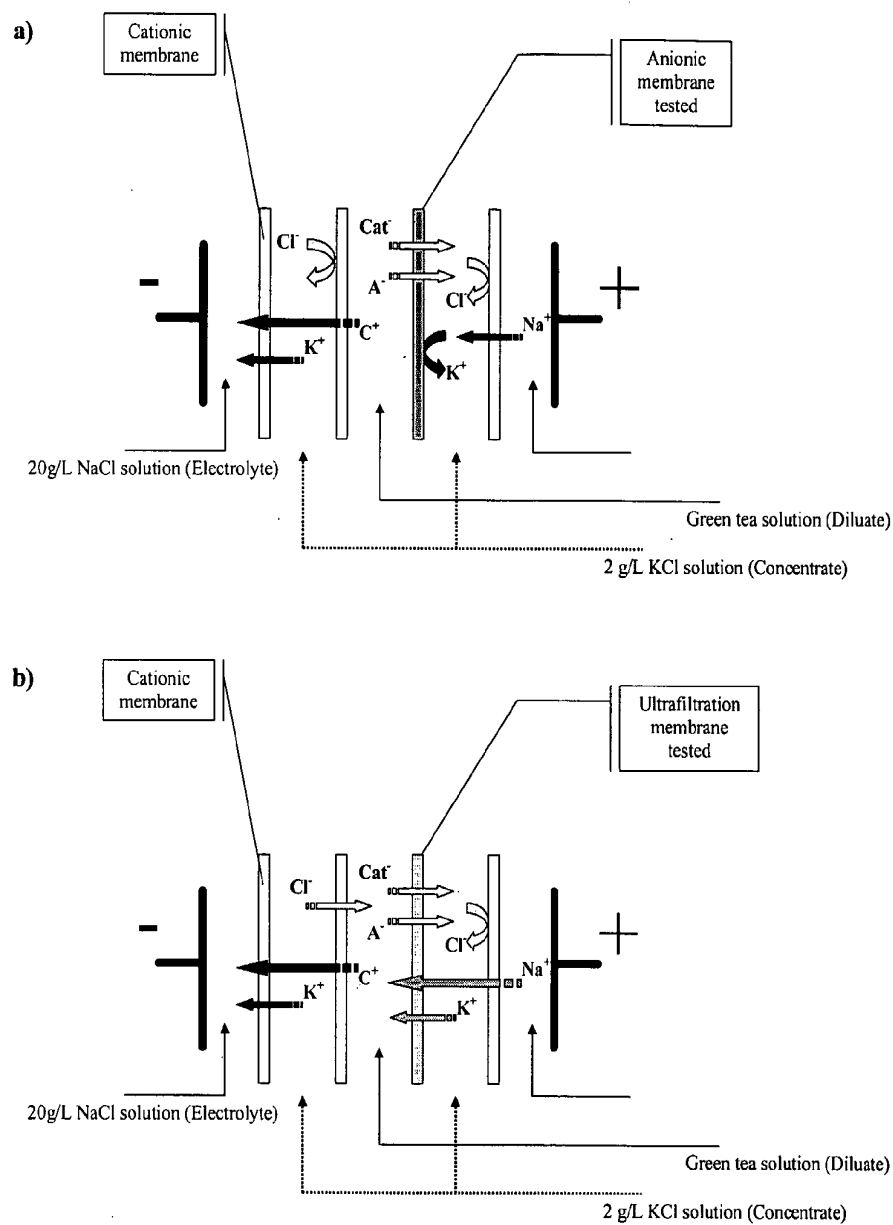 a)
Cationic
membrane
Anionic
membrane
tested
Cl-
Cat-
A-
Cl-
-
+
C+
Na+
K+
K+
20g/L NaCl solution (Electrolyte)
Green tea solution (Diluate)
2 g/L KCl solution (Concentrate)
b)
Cationic
membrane
Ultrafiltration
membrane
tested
Cl-
Cat-
A-
Cl-
-
+
C+
Na+
K+
K+
20g/L NaCl solution (Electrolyte)
Green tea solution (Diluate)
2 g/L KCl solution (Concentrate)